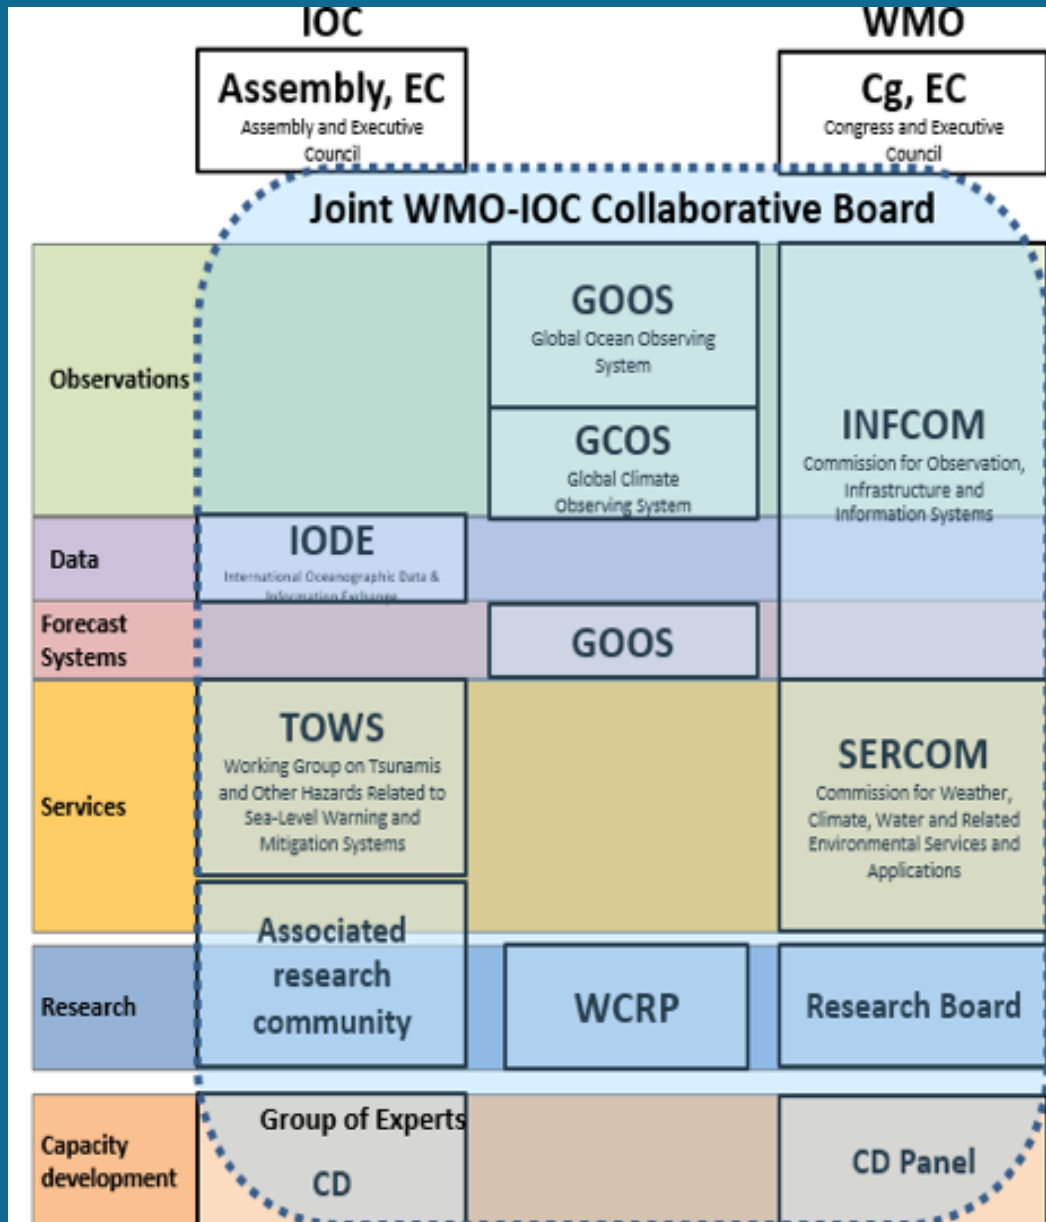 IOC
WMO
Assembly, EC
Assembly and Executive
Council
Cg, EC
Congress and Executive
Council
Joint WMO-IOC Collaborative Board
Observations
GOOS
Global Ocean Observing
System
GCOS
Global Climate
Observing System
INFCOM
Commission for Observation,
Infrastructure and
Information Systems
Data
IODE
International Oceanographic Data &
Information Exchange
Forecast
Systems
GOOS
Services
TOWS
Working Group on Tsunamis
and Other Hazards Related to
Sea-Level Warning and
Mitigation Systems
SERCOM
Commission for Weather,
Climate, Water and Related
Environmental Services and
Applications
Research
Associated
research
community
WCRP
Research Board
Capacity
development
Group of Experts
CD
CD Panel